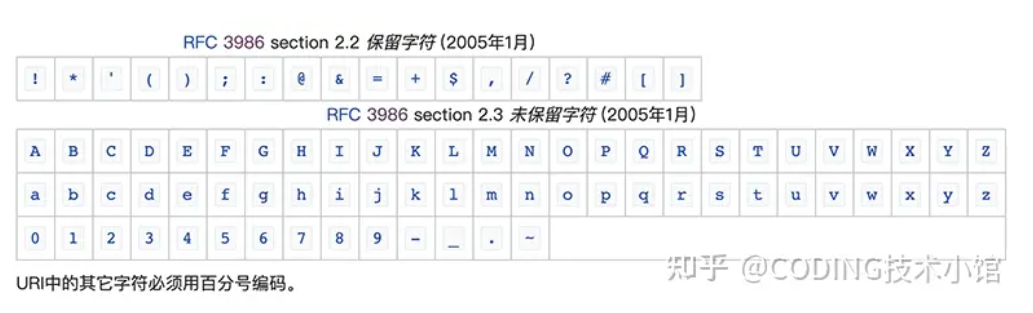 RFC 3986 section 2.2 保留字符 (2005年1月)
! * ' ( ) ; : @ & = + $ , / ? # [ ]
RFC 3986 section 2.3 未保留字符 (2005年1月)
A B C D E F G H I J K L M N O P Q R S T U V W X Y Z
a b c d e f g h i j k l m n o p q r s t u v w x y z
0 1 2 3 4 5 6 7 8 9 - _ . ~
URI中的其它字符必须用百分号编码。
知乎 @CODING技术小馆